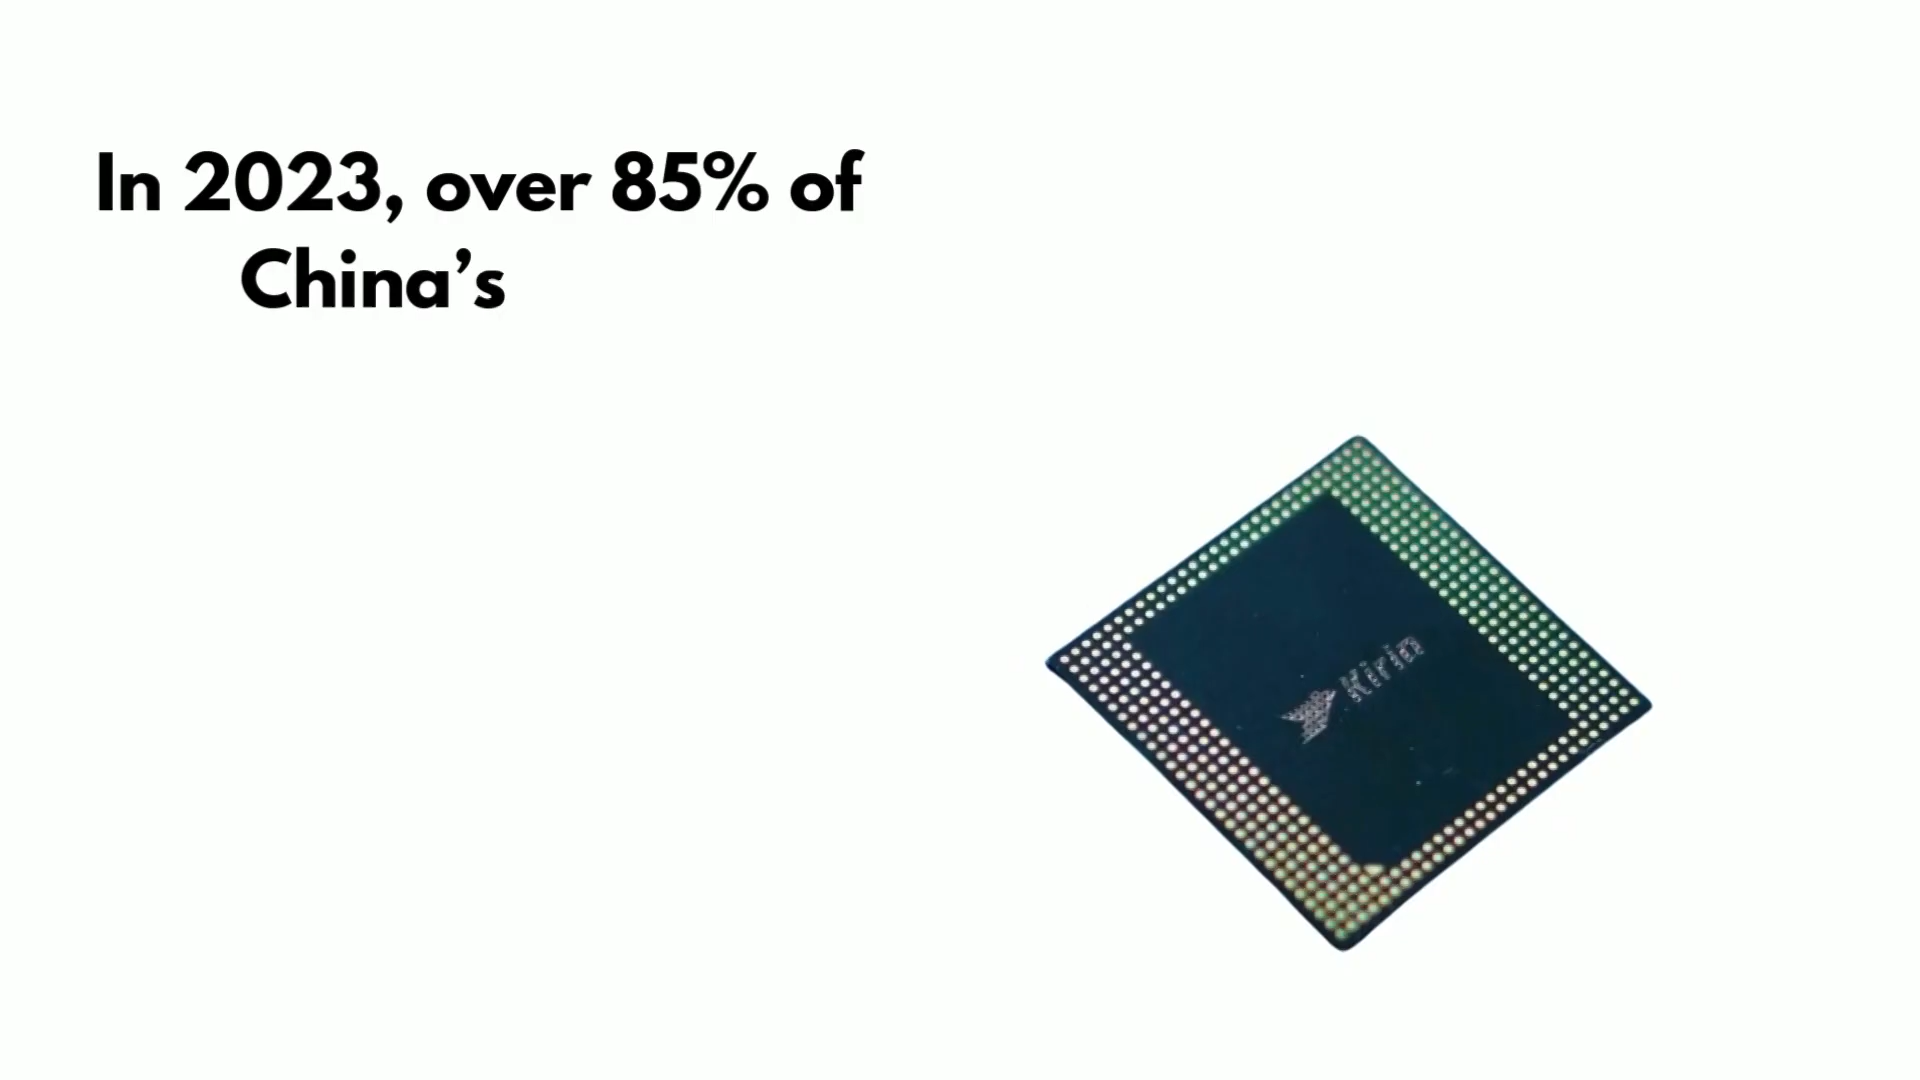 In 2023, over 85% of
China’s
Kirin